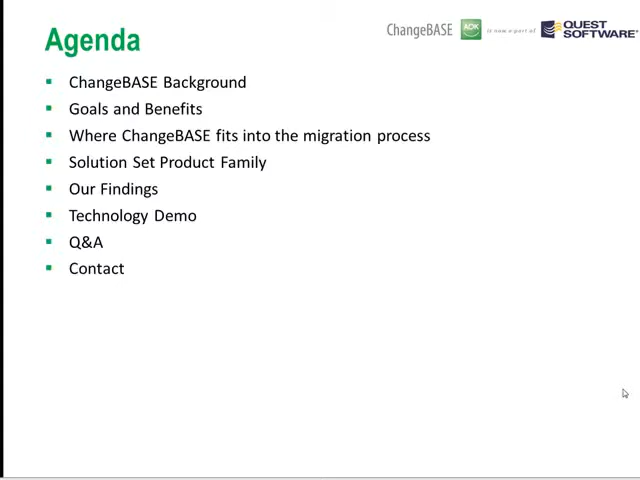 Agenda
ChangeBASE AOK is now a part of QUEST SOFTWARE
ChangeBASE Background
Goals and Benefits
Where ChangeBASE fits into the migration process
Solution Set Product Family
Our Findings
Technology Demo
Q&A
Contact